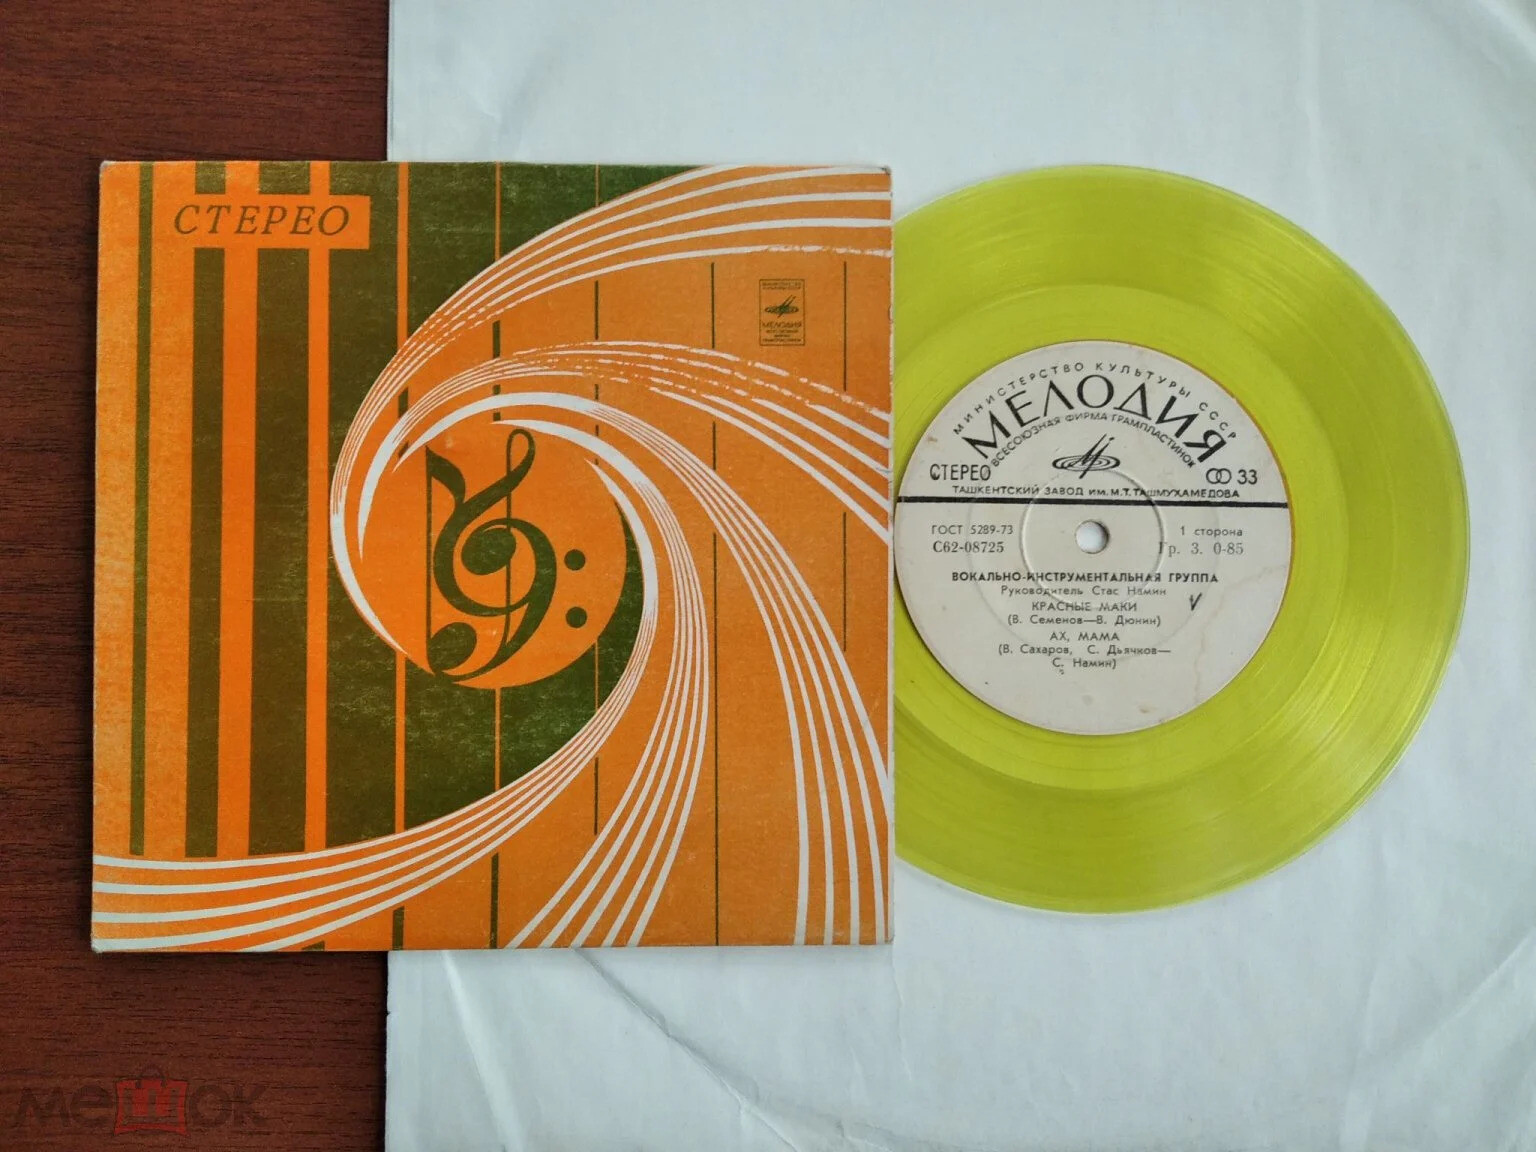 СТЕРЕО
МЕЛОДИЯ
МИНИСТЕРСТВО КУЛЬТУРЫ СССР
МЕЛОДИЯ
ВСЕСОЮЗНАЯ ФИРМА ГРАМПЛАСТИНОК
СТЕРЕО 33
ТАШКЕНТСКИЙ ЗАВОД ИМ. М.Т. ТАШМУХАМЕДОВА
ГОСТ 5289-73 1 сторона
С62-08725 Гр. 3. 0-85
ВОКАЛЬНО-ИНСТРУМЕНТАЛЬНАЯ ГРУППА
Руководитель Стас Намин
КРАСНЫЕ МАКИ
(В. Семенов—В. Дюнин)
АХ, МАМА
(В. Сахаров, С. Дьячков—
С. Намин)
мешок